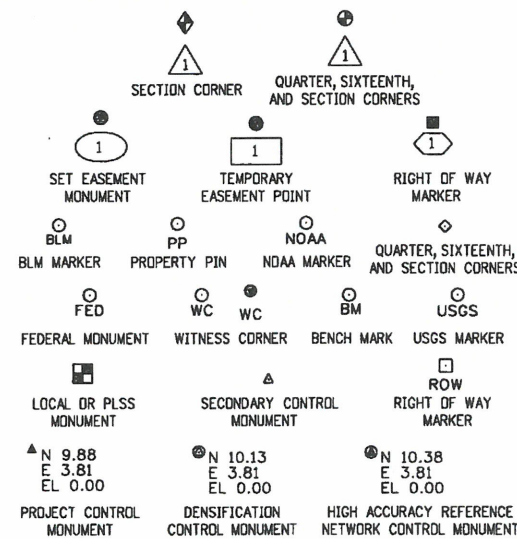 1
1
SECTION CORNER
QUARTER, SIXTEENTH,
AND SECTION CORNERS
1
1
1
SET EASEMENT
MONUMENT
TEMPORARY
EASEMENT POINT
RIGHT OF WAY
MARKER
BLM
PP
NOAA
BLM MARKER
PROPERTY PIN
NOAA MARKER
QUARTER, SIXTEENTH,
AND SECTION CORNERS
FED
WC
WC
BM
USGS
FEDERAL MONUMENT
WITNESS CORNER
BENCH MARK
USGS MARKER
ROW
LOCAL OR PLSS
MONUMENT
SECONDARY CONTROL
MONUMENT
RIGHT OF WAY
MARKER
N 9.88
E 3.81
EL 0.00
N 10.13
E 3.81
EL 0.00
N 10.38
E 3.81
EL 0.00
PROJECT CONTROL
MONUMENT
DENSIFICATION
CONTROL MONUMENT
HIGH ACCURACY REFERENCE
NETWORK CONTROL MONUMENT